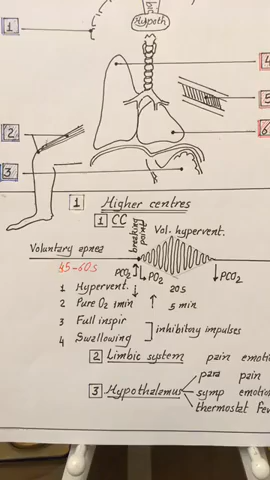 Hypoth
1
4
5
2
6
3
1 Higher centres
1 CC
breaking point
Vol. hypervent.
Voluntary apnea
45-60s
PCO2 ↑↓ PO2
↓ PCO2
1 Hypervent. ↓ 20s
2 Pure O2 1min ↑ 5 min
3 Full inspir
4 Swallowing
inhibitory impulses
2 Limbic system pain emoti
3 Hypothalamus
para pain
symp emotion
thermostat Fev